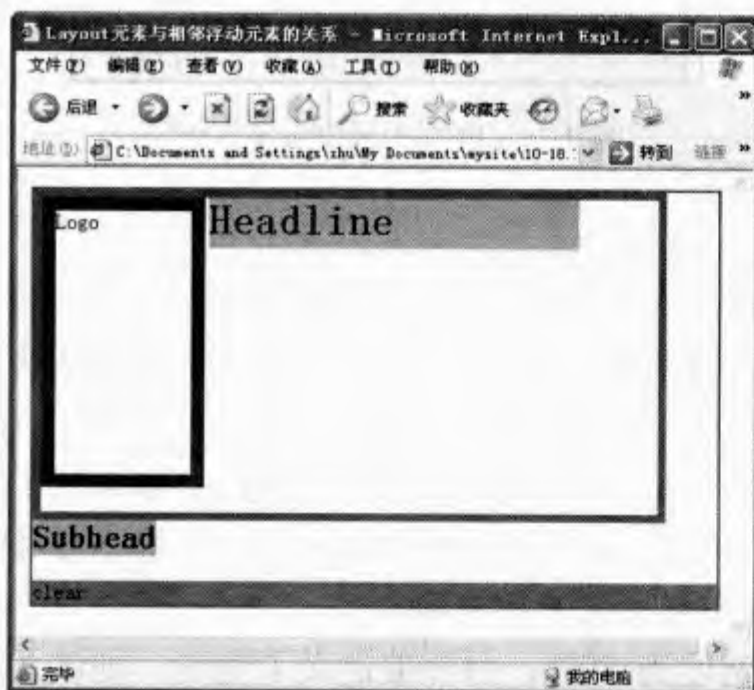 Layout元素与相邻浮动元素的关系 - Microsoft Internet Expl...
文件(F) 编辑(E) 查看(V) 收藏(A) 工具(T) 帮助(H)
后退 搜索 收藏夹
地址(D) C:\Documents and Settings\zhu\My Documents\mysite\10-18. 转到 链接 »
Logo
Headline
Subhead
clear
完毕 我的电脑